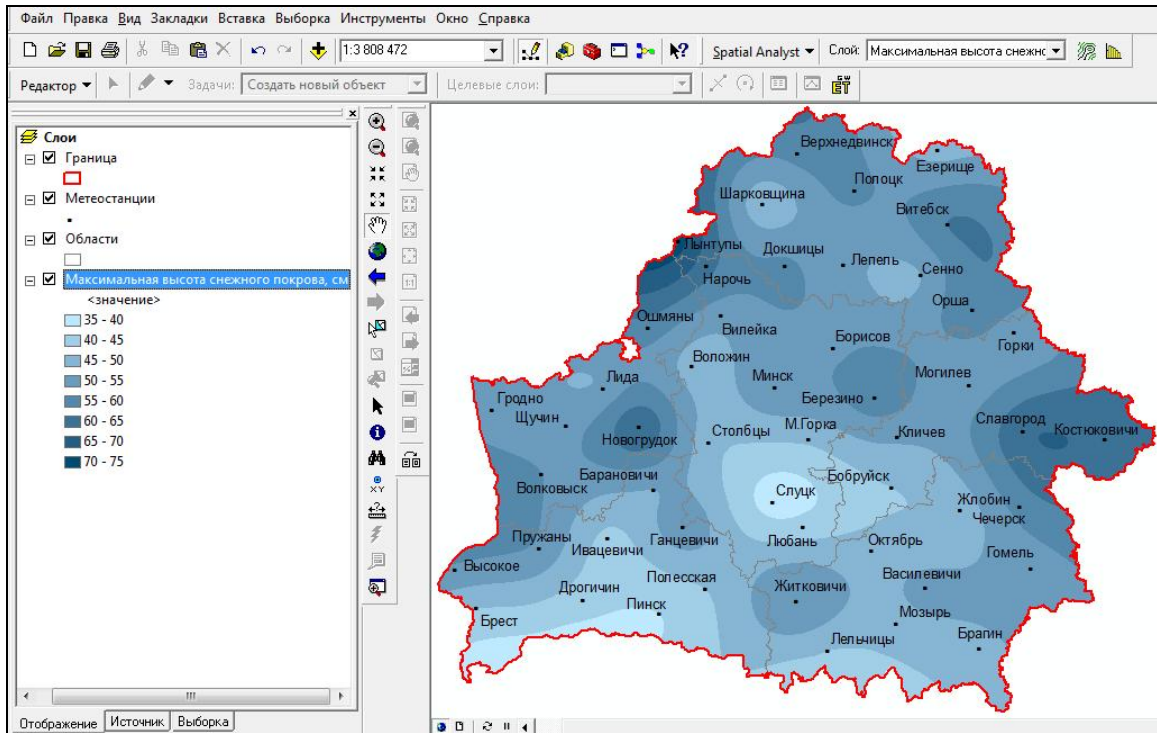 Файл Правка Вид Закладки Вставка Выборка Инструменты Окно Справка
1:3 808 472
Spatial Analyst
Слой: Максимальная высота снежнс
Редактор
Задачи: Создать новый объект
Целевые слои:
Слои
Граница
Метеостанции
Области
Максимальная высота снежного покрова, см
<значение>
35 - 40
40 - 45
45 - 50
50 - 55
55 - 60
60 - 65
65 - 70
70 - 75
Отображение Источник Выборка
Верхнедвинск
Езерище
Полоцк
Шарковщина
Витебск
Лынтупы
Докшицы
Лепель
Сенно
Нарочь
Орша
Ошмяны
Вилейка
Борисов
Горки
Воложин
Лида
Минск
Могилев
Гродно
Березино
Щучин
Славгород
Новогрудок
Столбцы
М.Горка
Кличев
Костюковичи
Барановичи
Бобруйск
Волковыск
Слуцк
Жлобин
Чечерск
Пружаны
Ивацевичи
Ганцевичи
Любань
Октябрь
Гомель
Высокое
Полесская
Житковичи
Василевичи
Дрогичин
Пинск
Мозырь
Брест
Лельчицы
Брагин